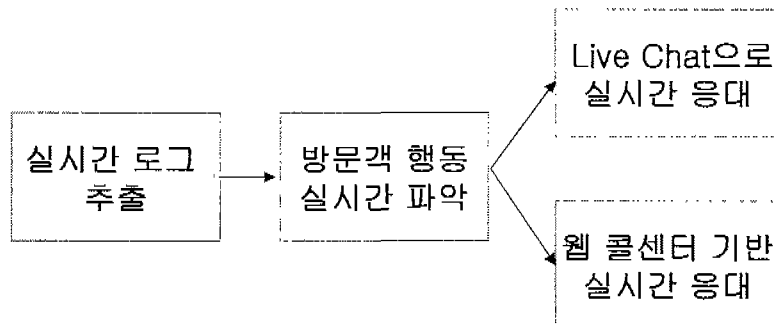 실시간 로그
추출
방문객 행동
실시간 파악
Live Chat으로
실시간 응대
웹 콜센터 기반
실시간 응대